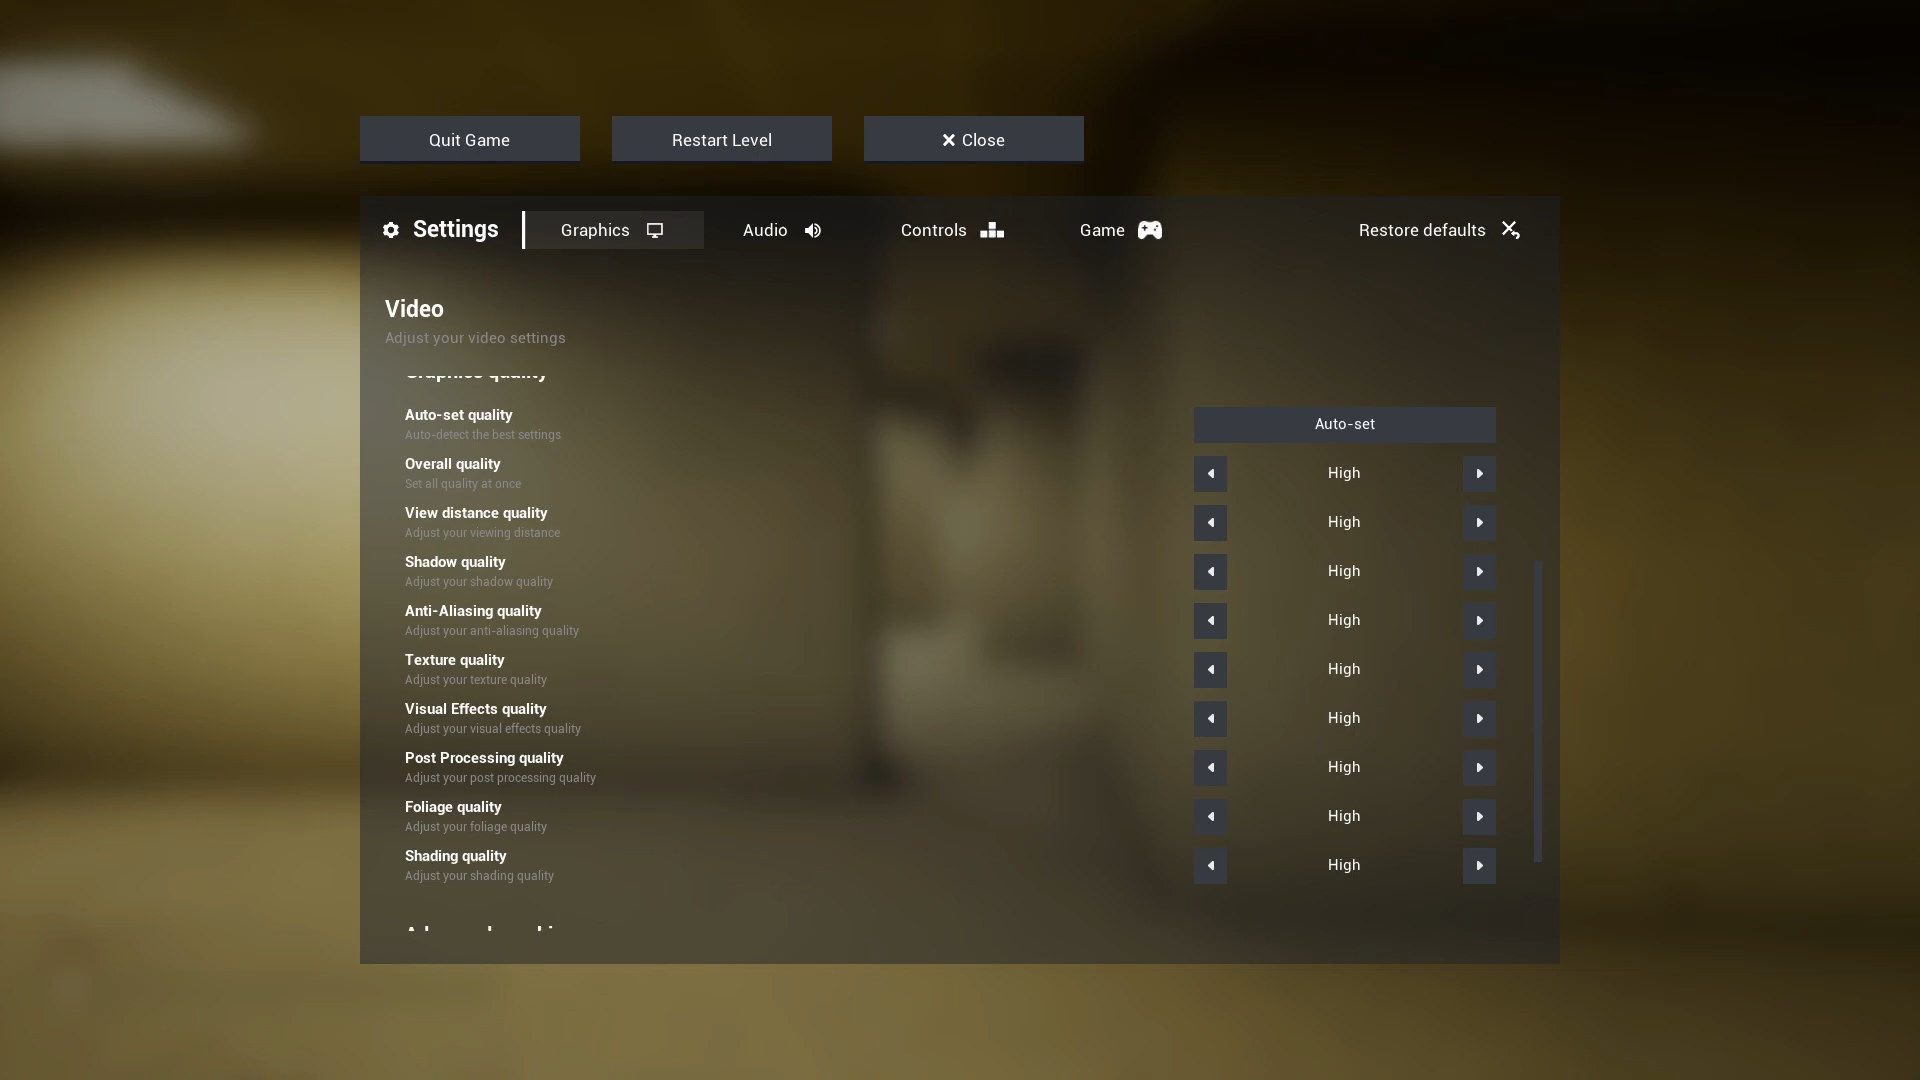 Quit Game
Restart Level
Close
Settings
Graphics
Audio
Controls
Game
Restore defaults
Video
Adjust your video settings
Graphics quality
Auto-set quality
Auto-set
Auto-detect the best settings
Overall quality
High
Set all quality at once
View distance quality
High
Adjust your viewing distance
Shadow quality
High
Adjust your shadow quality
Anti-Aliasing quality
High
Adjust your anti-aliasing quality
Texture quality
High
Adjust your texture quality
Visual Effects quality
High
Adjust your visual effects quality
Post Processing quality
High
Adjust your post processing quality
Foliage quality
High
Adjust your foliage quality
Shading quality
High
Adjust your shading quality